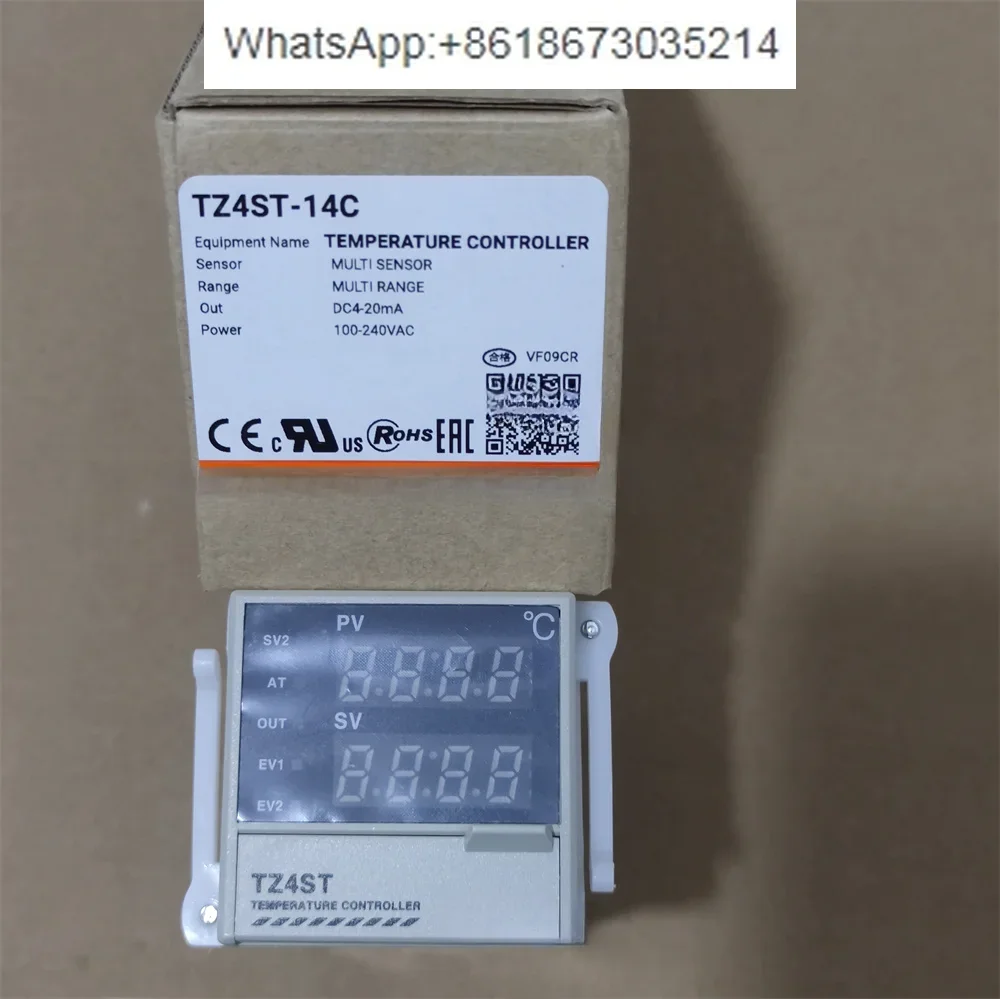 WhatsApp:+8618673035214
TZ4ST-14C
Equipment Name TEMPERATURE CONTROLLER
Sensor MULTI SENSOR
Range MULTI RANGE
Out DC4-20mA
Power 100-240VAC
合格 VF09CR
CE c RU US RoHS EAC
PV °C
SV2
AT
OUT SV
EV1
EV2
TZ4ST
TEMPERATURE CONTROLLER